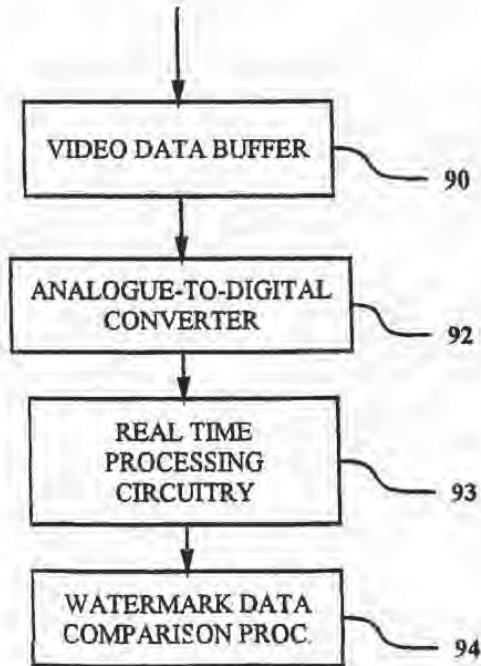 VIDEO DATA BUFFER
90
ANALOGUE-TO-DIGITAL
CONVERTER
92
REAL TIME
PROCESSING
CIRCUITRY
93
WATERMARK DATA
COMPARISON PROC.
94